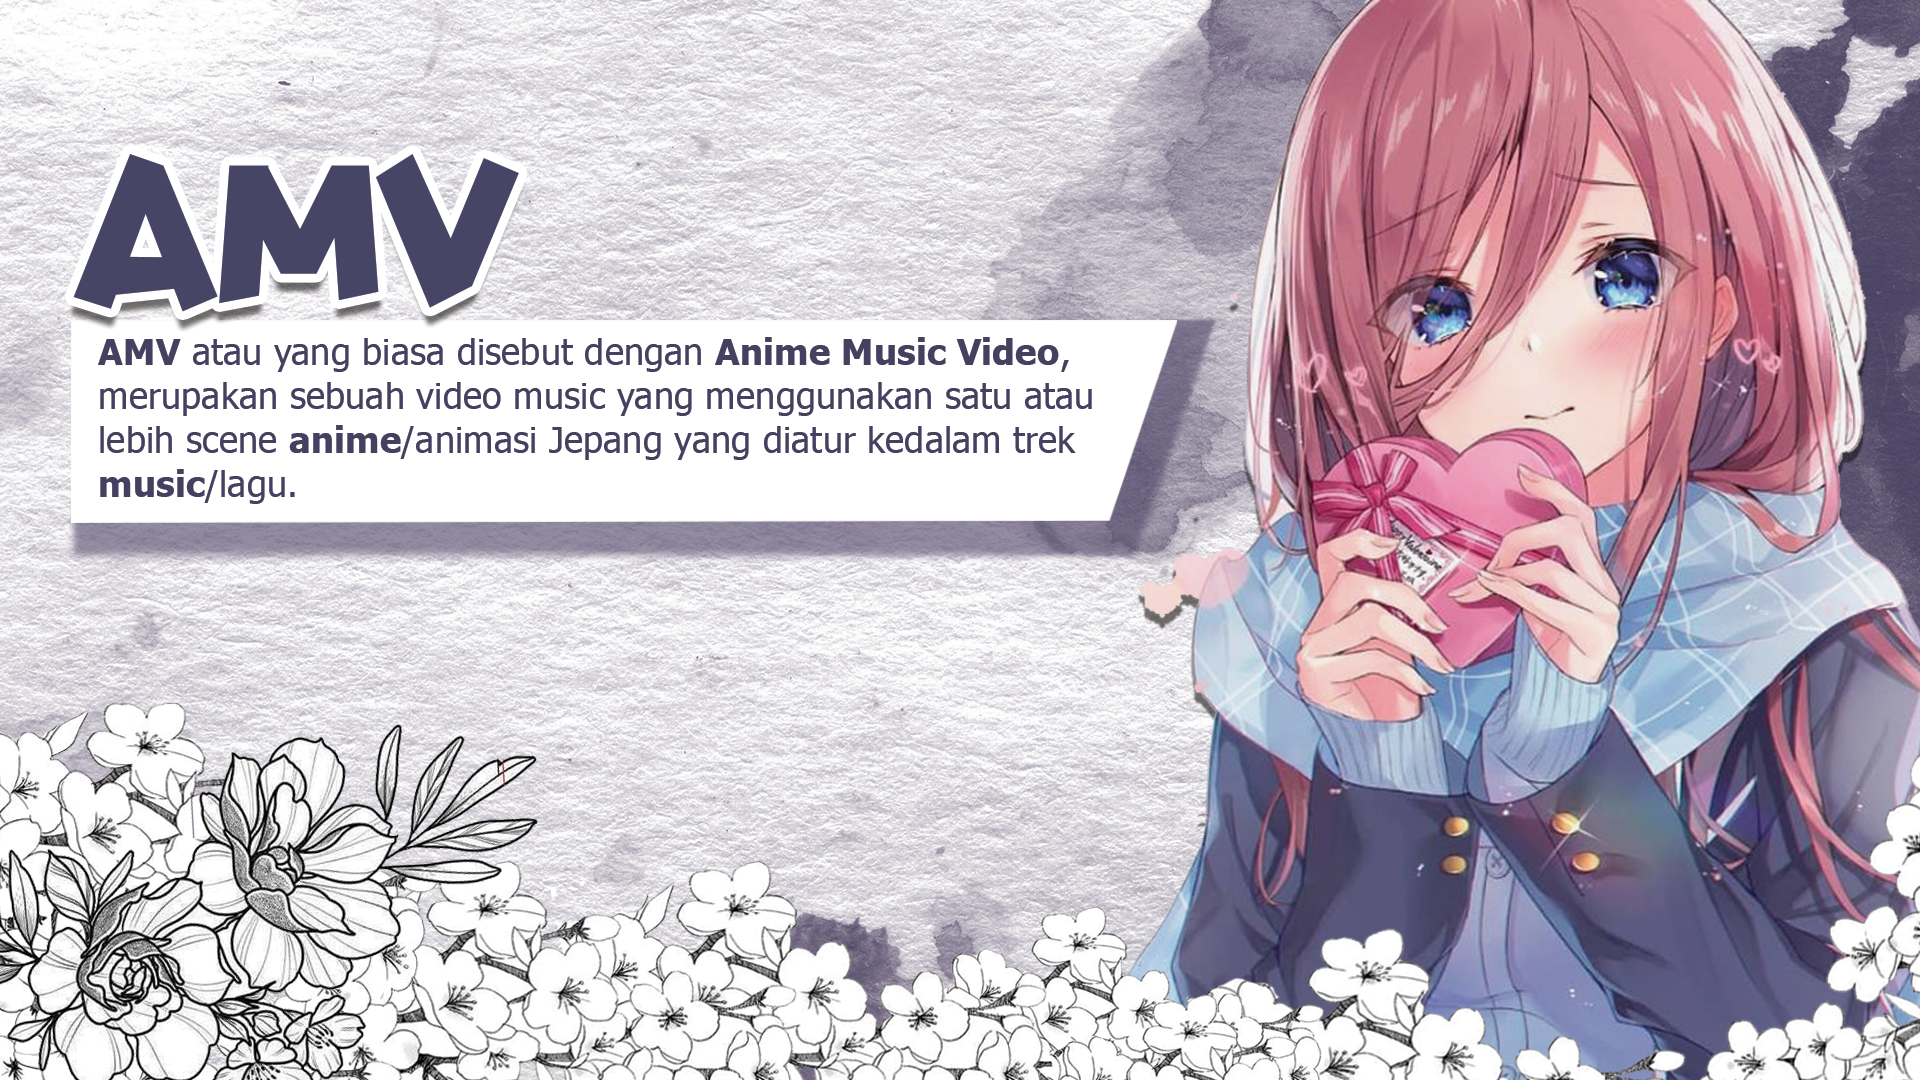 AMV
AMV atau yang biasa disebut dengan Anime Music Video,
merupakan sebuah video music yang menggunakan satu atau
lebih scene anime/animasi Jepang yang diatur kedalam trek
music/lagu.
Valentine